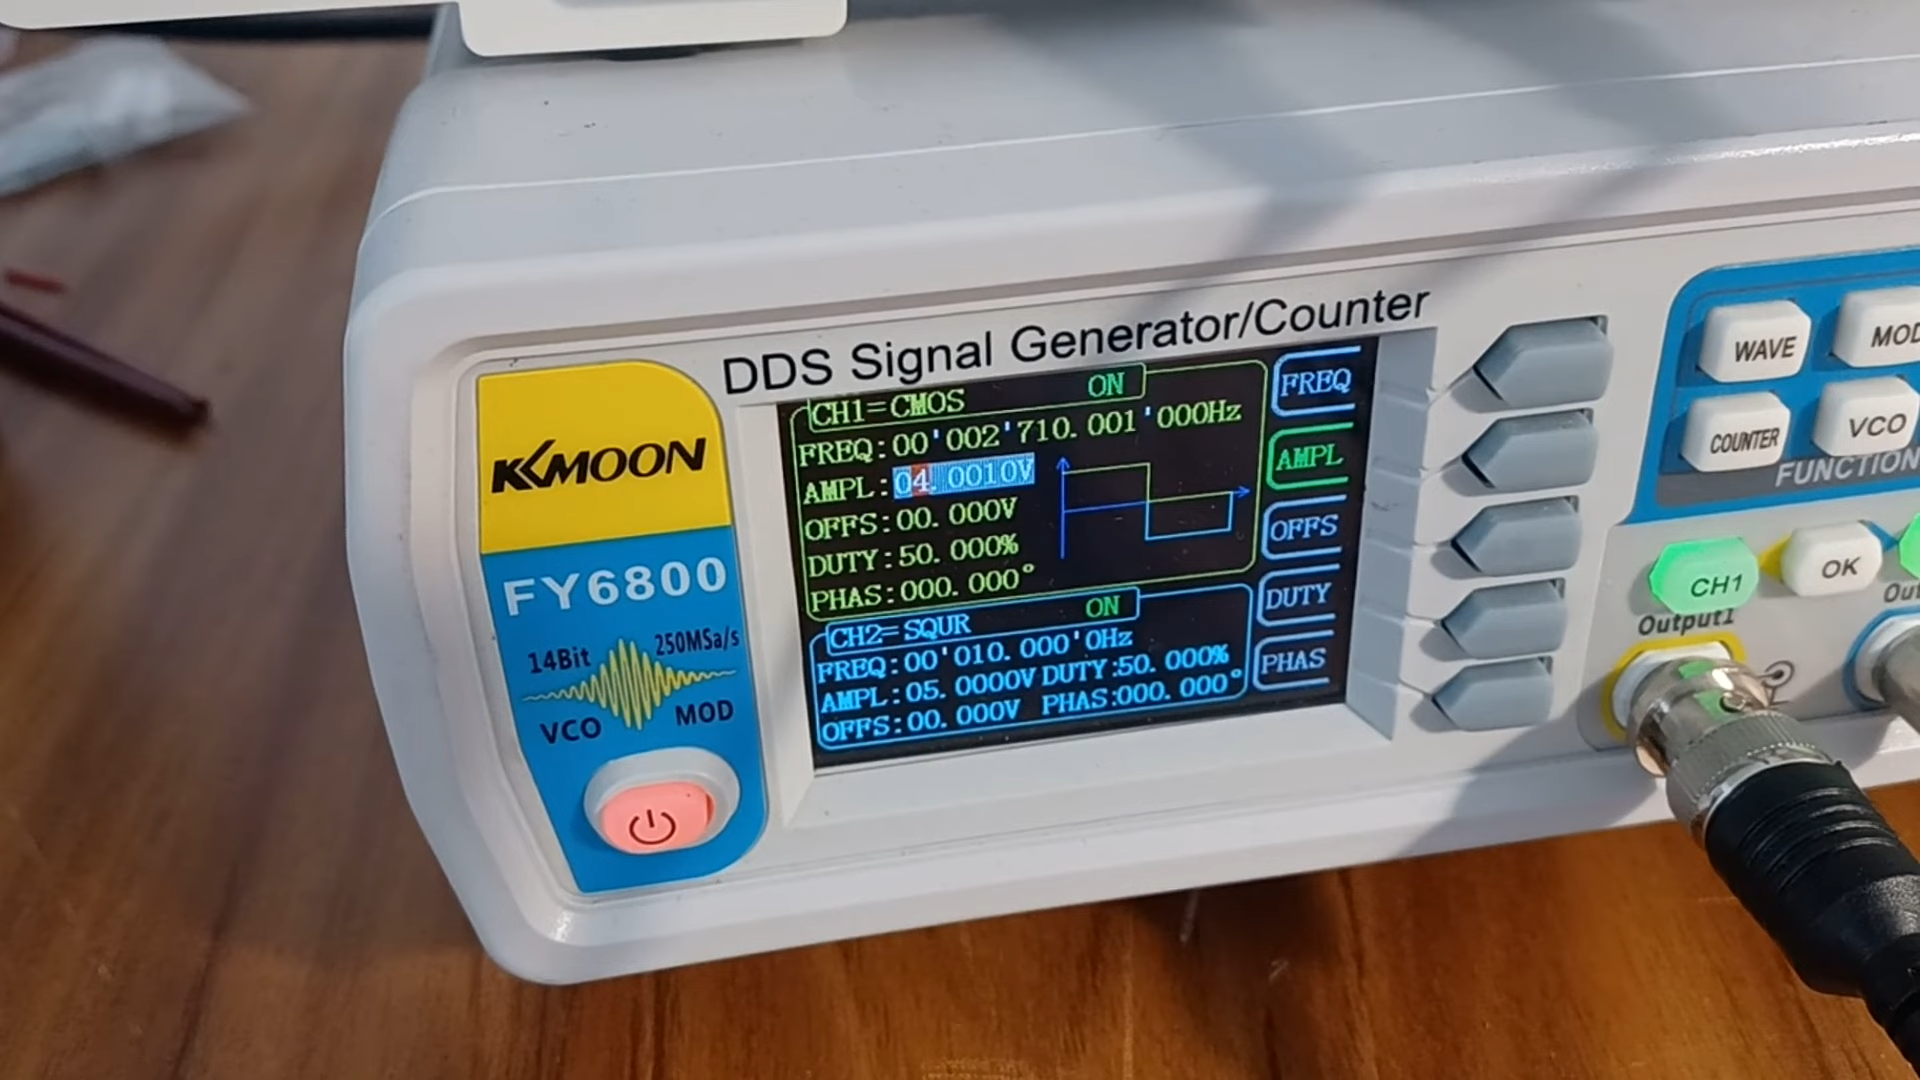 DDS Signal Generator/Counter
KKMOON
FY6800
14Bit 250MSa/s
VCO MOD
CH1=CMOS ON
FREQ:00'002'710.001'000Hz
AMPL:04.0010V
OFFS:00.000V
DUTY:50.000%
PHAS:000.000°
CH2=SQUR ON
FREQ:00'010.000'0Hz
AMPL:05.0000V DUTY:50.000%
OFFS:00.000V PHAS:000.000°
FREQ
AMPL
OFFS
DUTY
PHAS
WAVE MOD
COUNTER VCO
FUNCTION
CH1 OK
Output1 Out